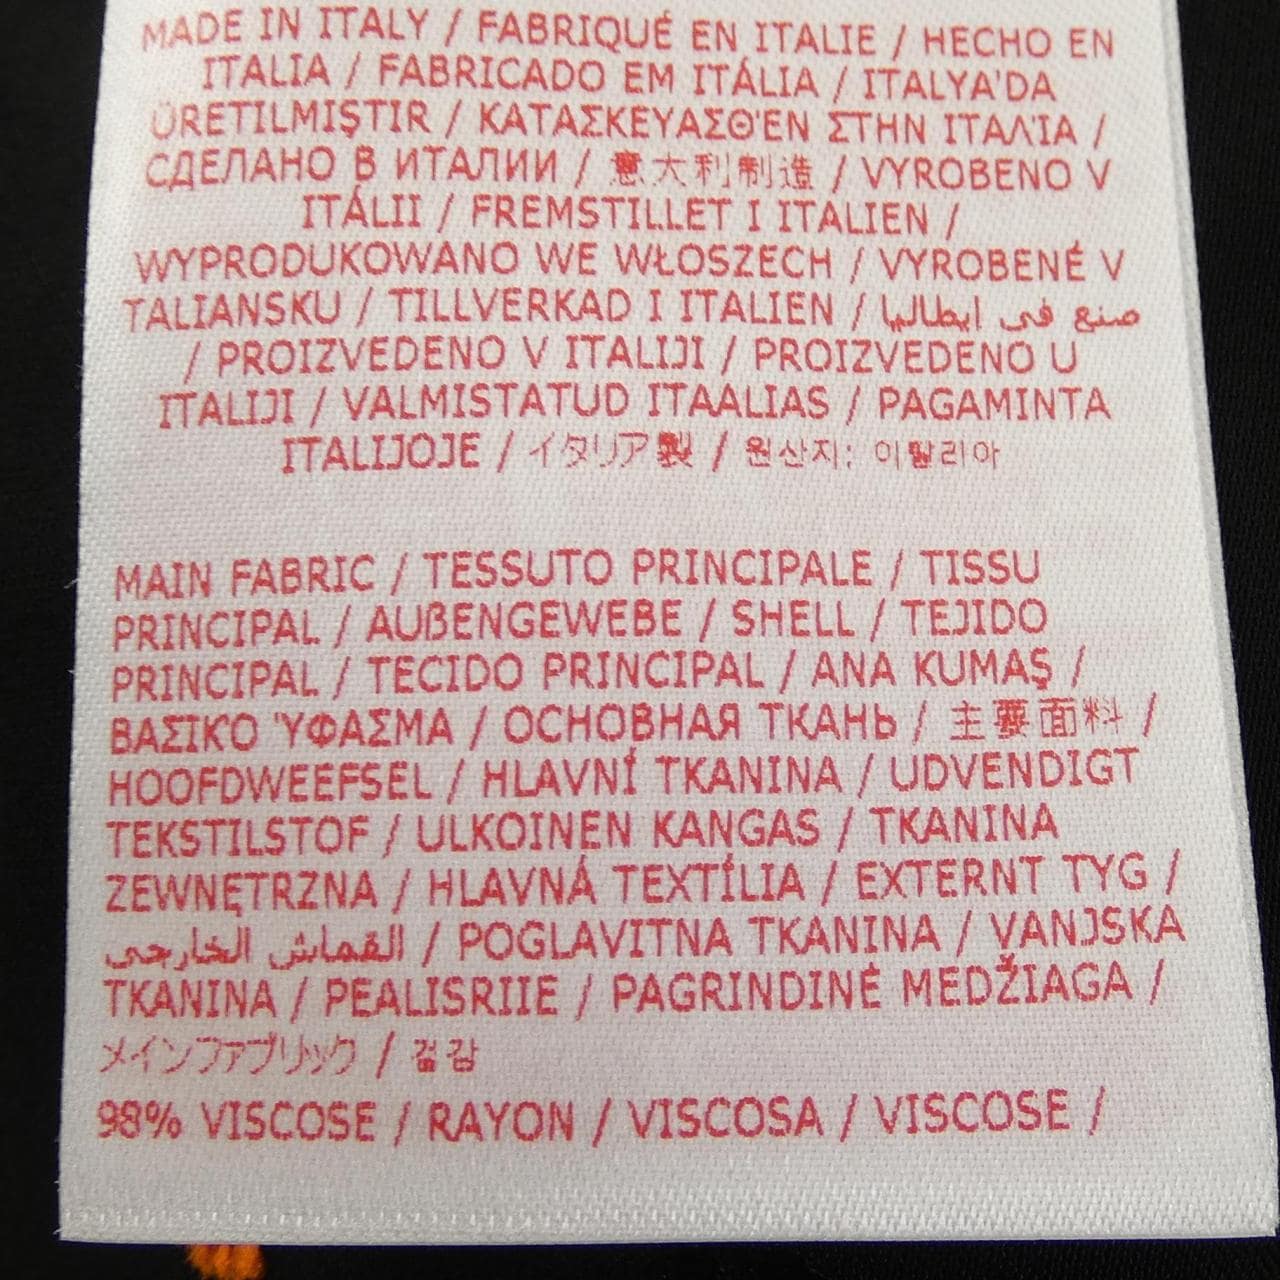 MADE IN ITALY / FABRIQUÉ EN ITALIE / HECHO EN
ITALIA / FABRICADO EM ITÁLIA / ITALYA'DA
ÜRETILMIŞTIR / ΚΑΤΑΣΚΕΥΑΣΘ'ΕΝ ΣΤΗΝ ΙΤΑΛ'ΙΑ /
СДЕЛАНО В ИТАЛИИ / 意大利制造 / VYROBENO V
ITÁLII / FREMSTILLET I ITALIEN /
WYPRODUKOWANO WE WŁOSZECH / VYROBENÉ V
TALIANSKU / TILLVERKAD I ITALIEN / صنع في ايطاليا
/ PROIZVEDENO V ITALIJI / PROIZVEDENO U
ITALIJI / VALMISTATUD ITAALIAS / PAGAMINTA
ITALIJOJE / イタリア製 / 원산지: 이탈리아
MAIN FABRIC / TESSUTO PRINCIPALE / TISSU
PRINCIPAL / AUßENGEWEBE / SHELL / TEJIDO
PRINCIPAL / TECIDO PRINCIPAL / ANA KUMAŞ /
ΒΑΣΙΚΟ 'ΥΦΑΣΜΑ / ОСНОВНАЯ ТКАНЬ / 主要面料 /
HOOFDWEEFSEL / HLAVNÍ TKANINA / UDVENDIGT
TEKSTILSTOF / ULKOINEN KANGAS / TKANINA
ZEWNĘTRZNA / HLAVNÁ TEXTÍLIA / EXTERNT TYG /
القماش الخارجي / POGLAVITNA TKANINA / VANJSKA
TKANINA / PEALISRIIE / PAGRINDINĖ MEDŽIAGA /
メインファブリック / 겉감
98% VISCOSE / RAYON / VISCOSA / VISCOSE /